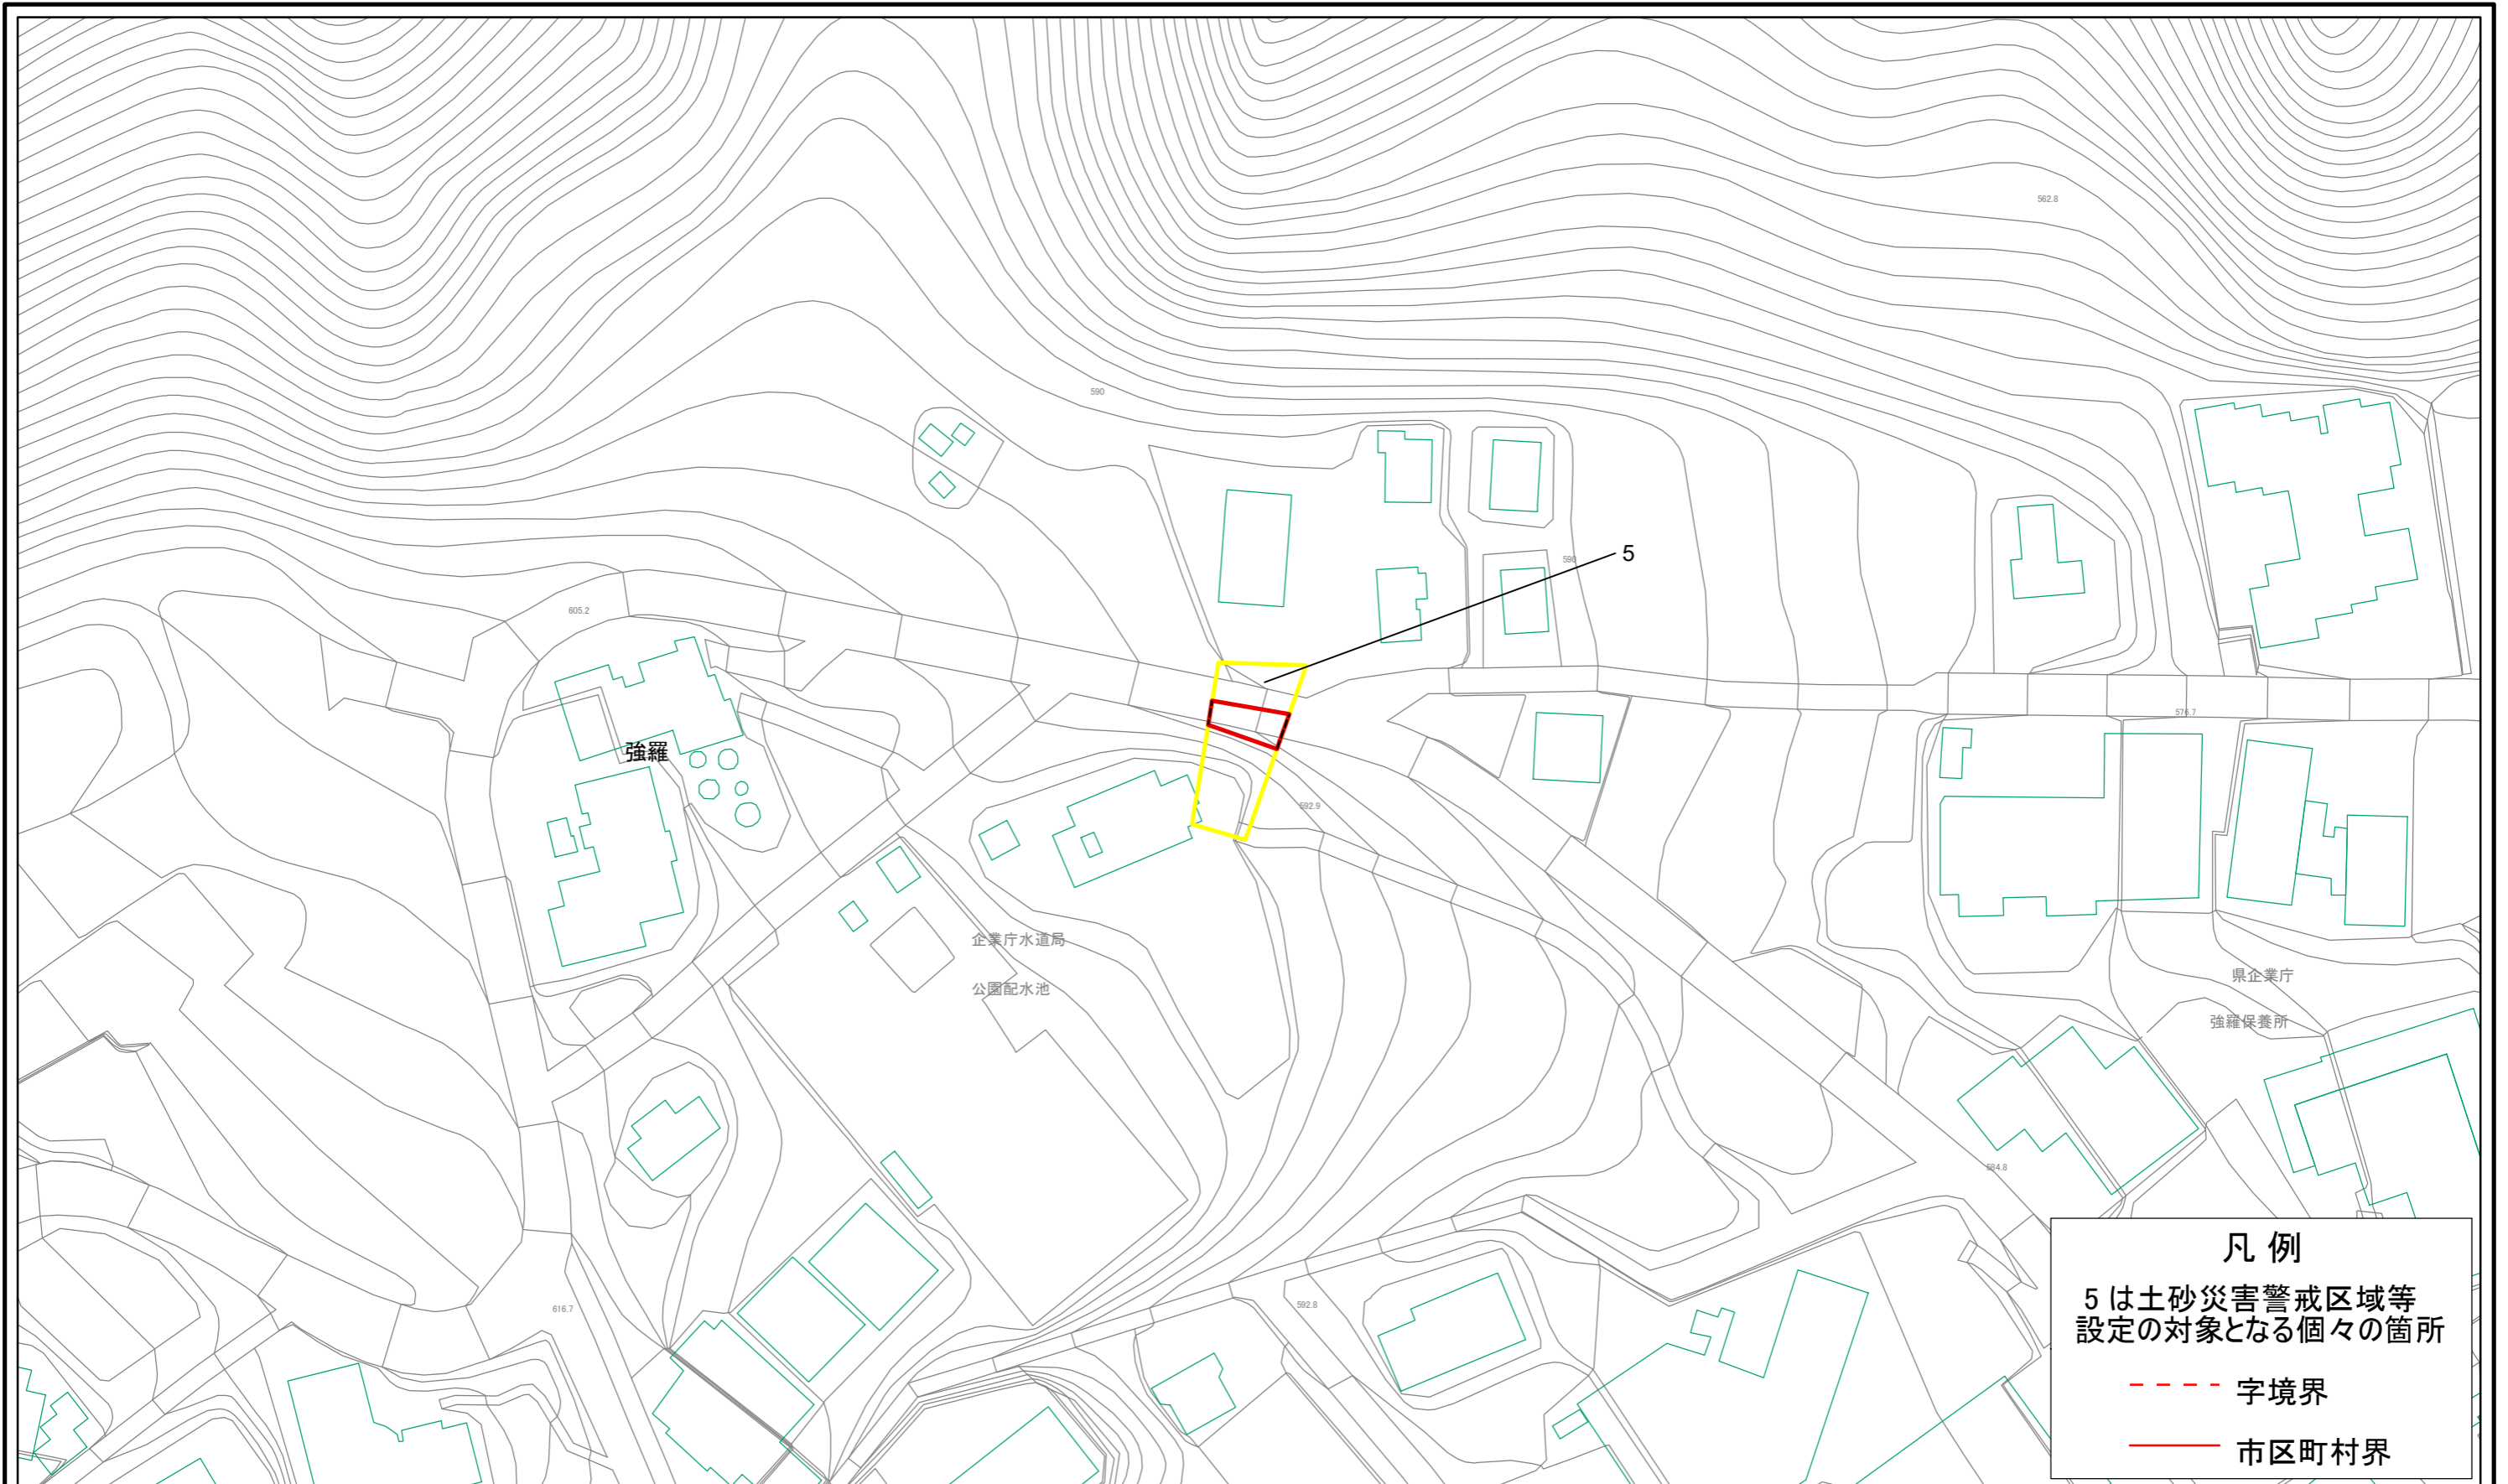 562.8
590
5
590
605.2
576.7
強羅
592.9
企業庁水道局
公園配水池
県企業庁
強羅保養所
584.8
616.7
592.8
凡 例
5 は土砂災害警戒区域等
設定の対象となる個々の箇所
字境界
市区町村界